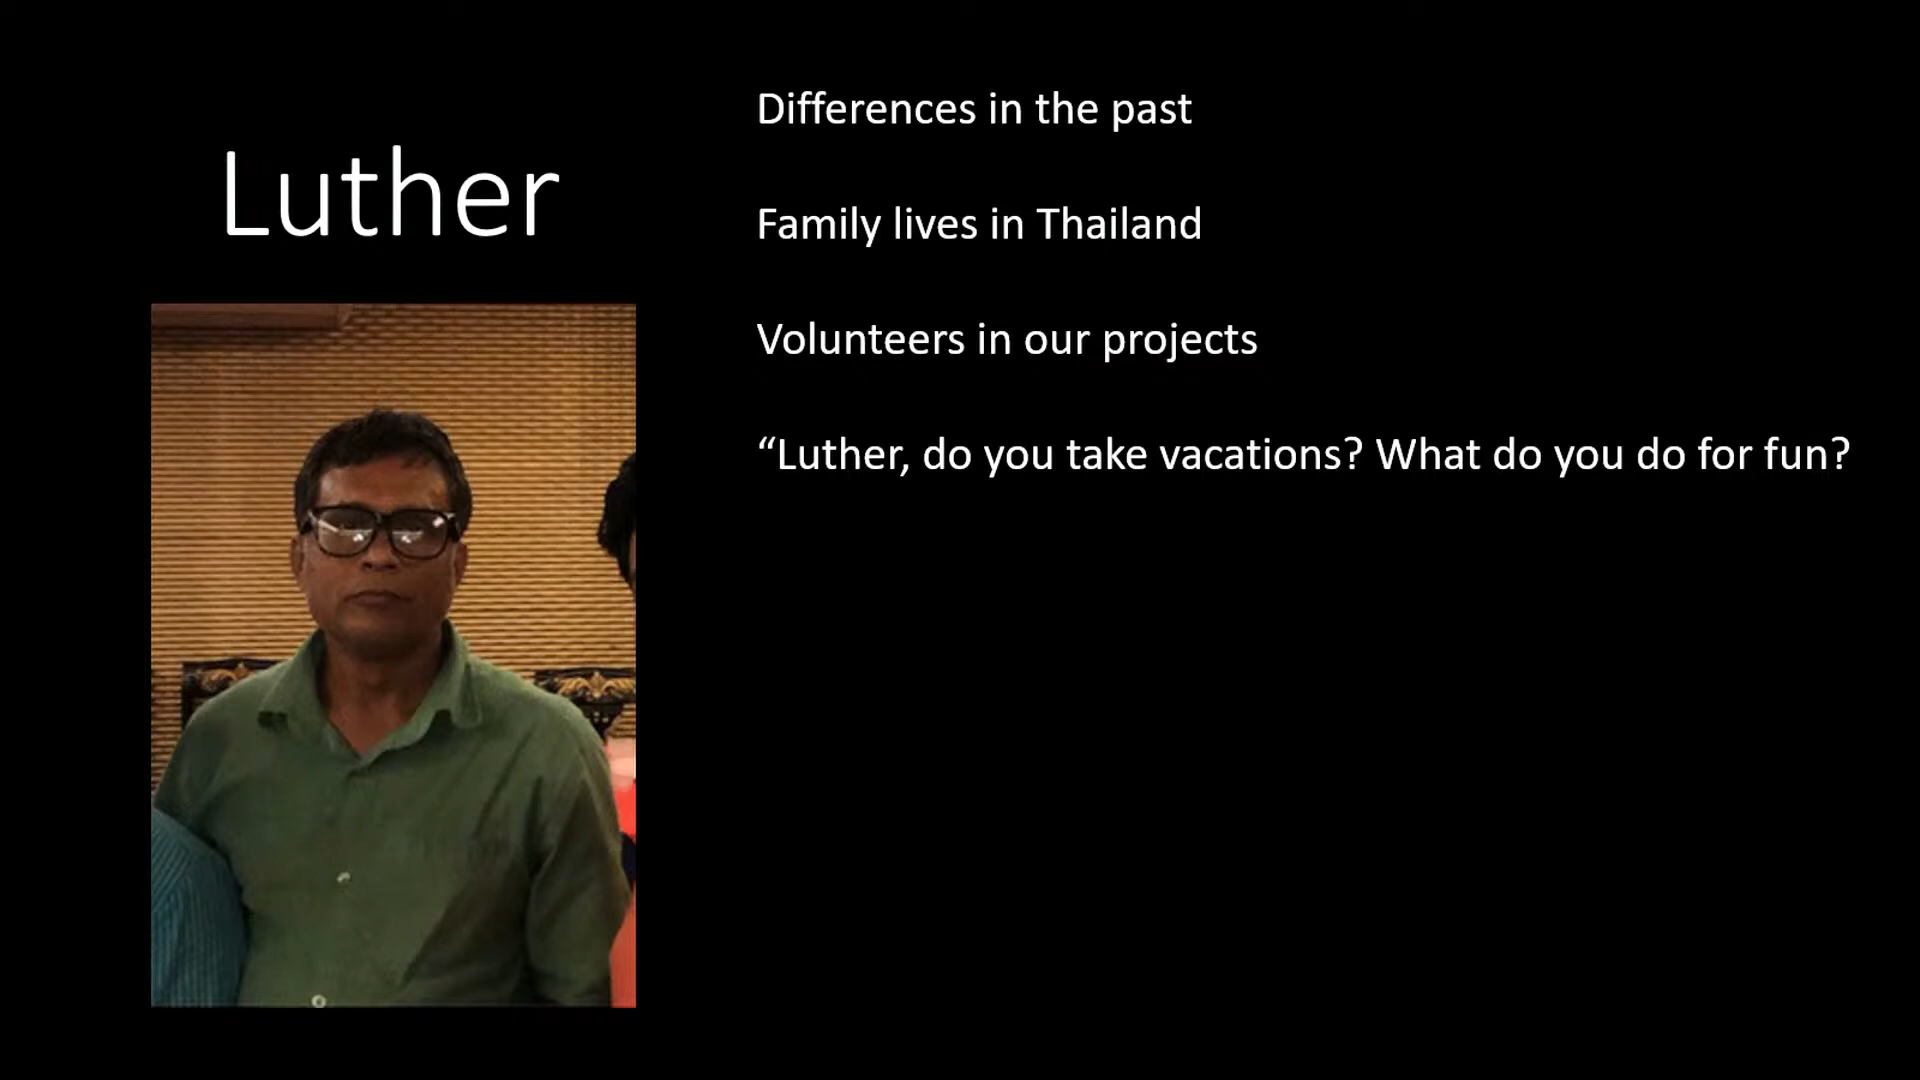 Luther
Differences in the past
Family lives in Thailand
Volunteers in our projects
“Luther, do you take vacations? What do you do for fun?